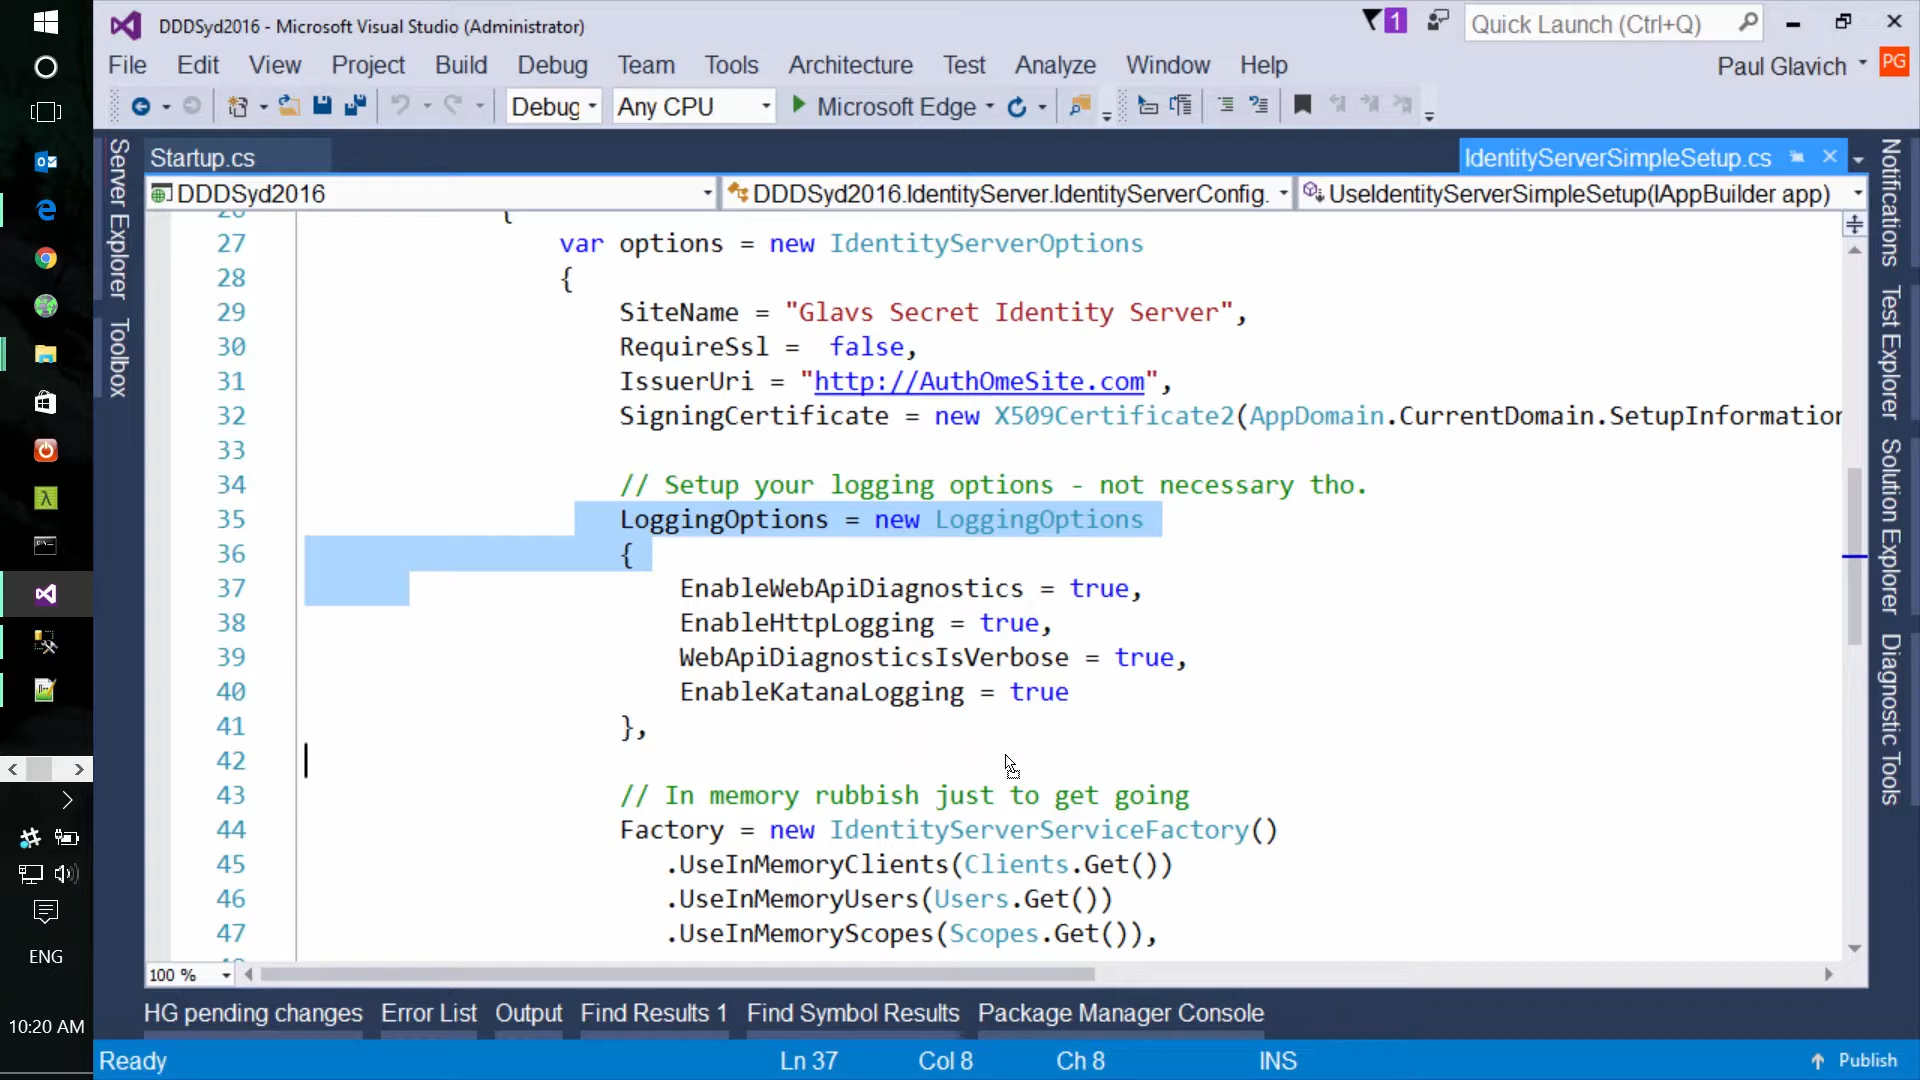 DDDSyd2016 - Microsoft Visual Studio (Administrator)
1
Quick Launch (Ctrl+Q)
File Edit View Project Build Debug Team Tools Architecture Test Analyze Window Help
Paul Glavich
PG
Debug
Any CPU
Microsoft Edge
Server Explorer
Toolbox
Startup.cs
IdentityServerSimpleSetup.cs
DDDSyd2016
DDDSyd2016.IdentityServer.IdentityServerConfig.
UseIdentityServerSimpleSetup(IAppBuilder app)
{
27 var options = new IdentityServerOptions
28 {
29 SiteName = "Glavs Secret Identity Server",
30 RequireSsl = false,
31 IssuerUri = "http://AuthOmeSite.com",
32 SigningCertificate = new X509Certificate2(AppDomain.CurrentDomain.SetupInformation
33
34 // Setup your logging options - not necessary tho.
35 LoggingOptions = new LoggingOptions
36 {
37 EnableWebApiDiagnostics = true,
38 EnableHttpLogging = true,
39 WebApiDiagnosticsIsVerbose = true,
40 EnableKatanaLogging = true
41 },
42
43 // In memory rubbish just to get going
44 Factory = new IdentityServerServiceFactory()
45 .UseInMemoryClients(Clients.Get())
46 .UseInMemoryUsers(Users.Get())
47 .UseInMemoryScopes(Scopes.Get()),
100 %
Notifications
Test Explorer
Solution Explorer
Diagnostic Tools
HG pending changes Error List Output Find Results 1 Find Symbol Results Package Manager Console
Ready
Ln 37
Col 8
Ch 8
INS
Publish
ENG
10:20 AM